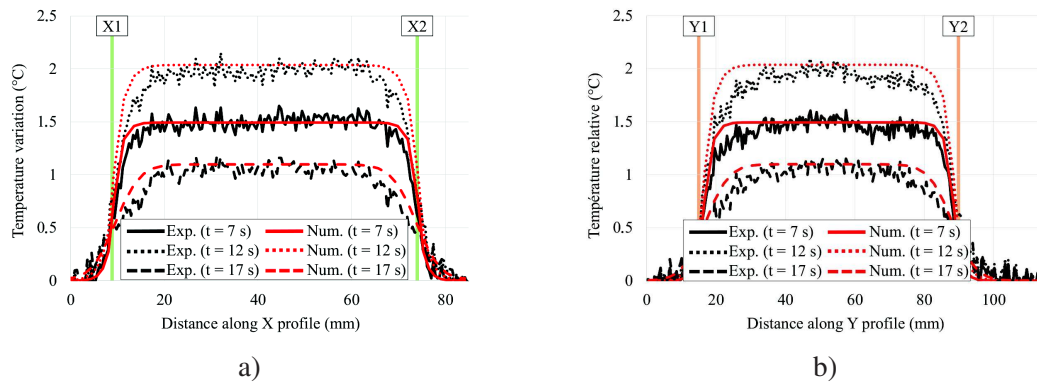 X1 X2
Temperature variation (°C)
2.5
2
1.5
1
0.5
0
Exp. (t = 7 s) Num. (t = 7 s)
Exp. (t = 12 s) Num. (t = 12 s)
Exp. (t = 17 s) Num. (t = 17 s)
0 20 40 60 80
Distance along X profile (mm)
a)
Y1 Y2
Tempèrature relative (°C)
2.5
2
1.5
1
0.5
0
Exp. (t = 7 s) Num. (t = 7 s)
Exp. (t = 12 s) Num. (t = 12 s)
Exp. (t = 17 s) Num. (t = 17 s)
0 20 40 60 80 100
Distance along Y profile (mm)
b)